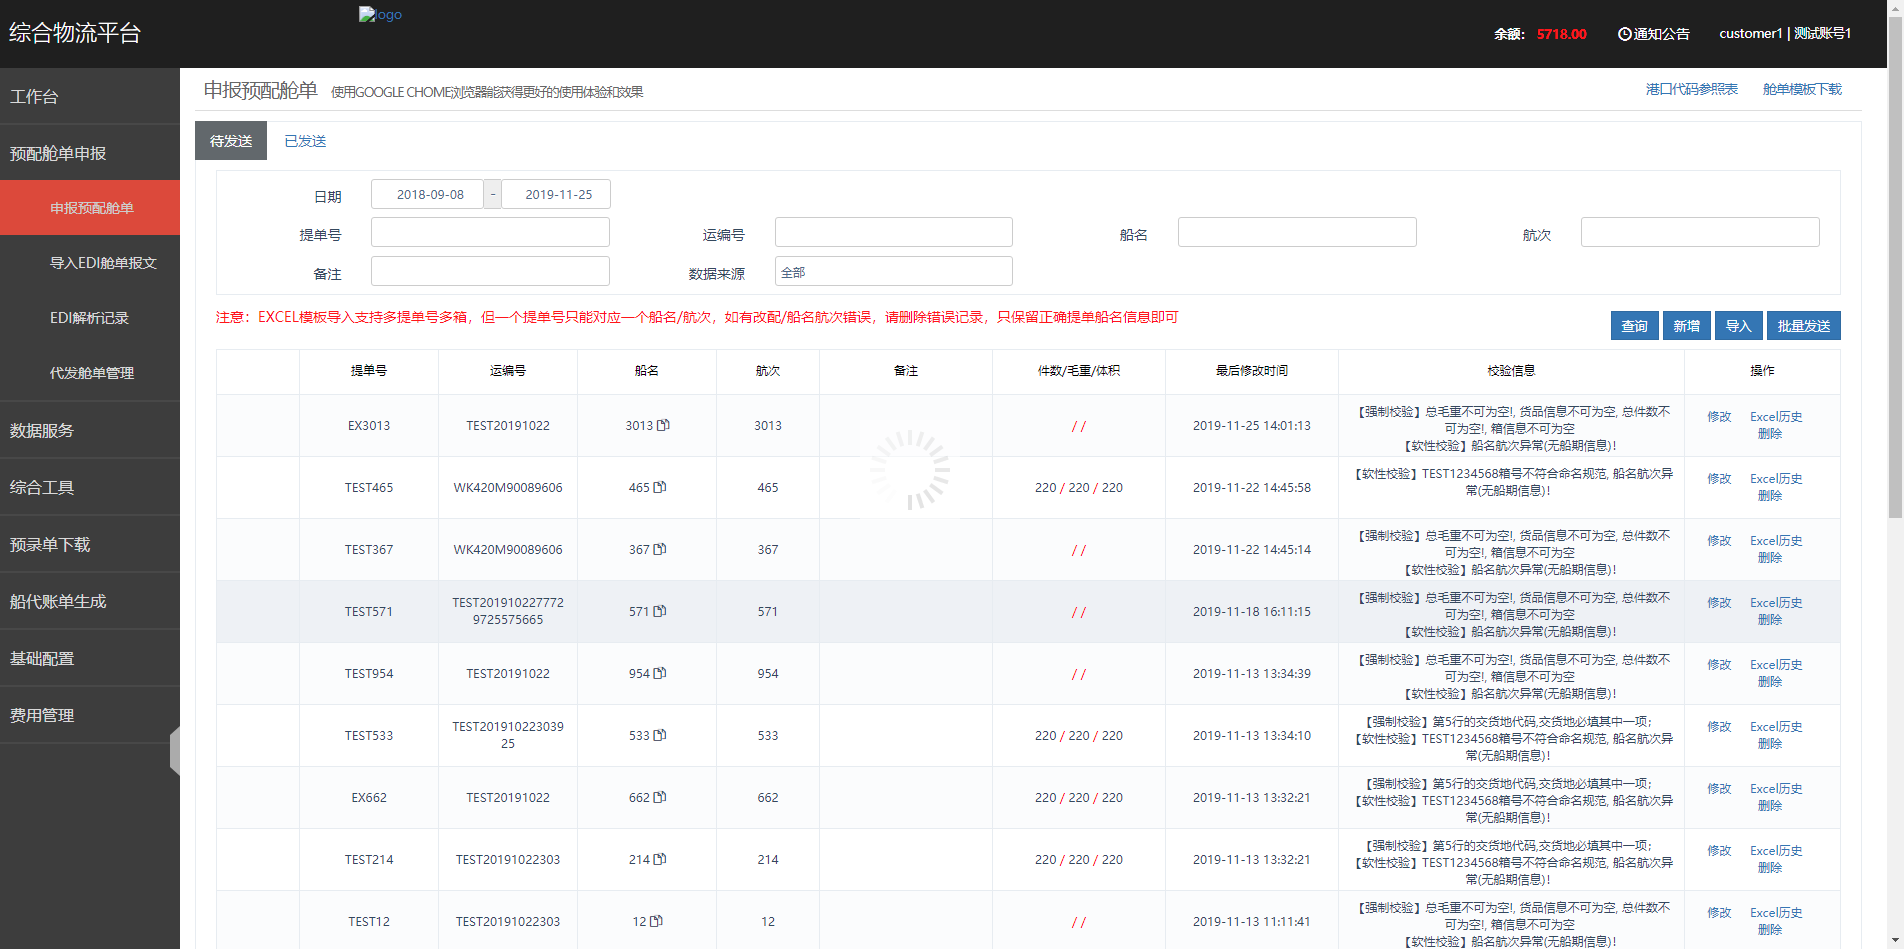 综合物流平台
logo
余额： 5718.00
通知公告
customer1 | 测试账号1
工作台
预配舱单申报
申报预配舱单
导入EDI舱单报文
EDI解析记录
代发舱单管理
数据服务
综合工具
预录单下载
船代账单生成
基础配置
费用管理
申报预配舱单 使用GOOGLE CHOME浏览器能获得更好的使用体验和效果
港口代码参照表 舱单模板下载
待发送 已发送
日期 2018-09-08 - 2019-11-25
提单号 运编号 船名 航次
备注 数据来源 全部
注意：EXCEL模板导入支持多提单号多箱，但一个提单号只能对应一个船名/航次，如有改配/船名航次错误，请删除错误记录，只保留正确提单船名信息即可
查询 新增 导入 批量发送
提单号 运编号 船名 航次 备注 件数/毛重/体积 最后修改时间 校验信息 操作
EX3013 TEST20191022 3013 3013 / / 2019-11-25 14:01:13
【强制校验】总毛重不可为空!, 货品信息不可为空, 总件数不
可为空!, 箱信息不可为空
【软性校验】船名航次异常(无船期信息)!
修改 Excel历史
删除
TEST465 WK420M90089606 465 465 220 / 220 / 220 2019-11-22 14:45:58
【软性校验】TEST1234568箱号不符合命名规范, 船名航次异
常(无船期信息)!
修改 Excel历史
删除
TEST367 WK420M90089606 367 367 / / 2019-11-22 14:45:14
【强制校验】总毛重不可为空!, 货品信息不可为空, 总件数不
可为空!, 箱信息不可为空
【软性校验】船名航次异常(无船期信息)!
修改 Excel历史
删除
TEST571
TEST201910227772
9725575665
571 571 / / 2019-11-18 16:11:15
【强制校验】总毛重不可为空!, 货品信息不可为空, 总件数不
可为空!, 箱信息不可为空
【软性校验】船名航次异常(无船期信息)!
修改 Excel历史
删除
TEST954 TEST20191022 954 954 / / 2019-11-13 13:34:39
【强制校验】总毛重不可为空!, 货品信息不可为空, 总件数不
可为空!, 箱信息不可为空
【软性校验】船名航次异常(无船期信息)!
修改 Excel历史
删除
TEST533
TEST201910223039
25
533 533 220 / 220 / 220 2019-11-13 13:34:10
【强制校验】第5行的交货地代码,交货地必填其中一项;
【软性校验】TEST1234568箱号不符合命名规范, 船名航次异
常(无船期信息)!
修改 Excel历史
删除
EX662 TEST20191022 662 662 220 / 220 / 220 2019-11-13 13:32:21
【强制校验】第5行的交货地代码,交货地必填其中一项;
【软性校验】TEST1234568箱号不符合命名规范, 船名航次异
常(无船期信息)!
修改 Excel历史
删除
TEST214 TEST20191022303 214 214 220 / 220 / 220 2019-11-13 13:32:21
【强制校验】第5行的交货地代码,交货地必填其中一项;
【软性校验】TEST1234568箱号不符合命名规范, 船名航次异
常(无船期信息)!
修改 Excel历史
删除
TEST12 TEST20191022303 12 12 / / 2019-11-13 11:11:41
【强制校验】总毛重不可为空!, 货品信息不可为空, 总件数不
可为空!, 箱信息不可为空
【软性校验】船名航次异常(无船期信息)!
修改 Excel历史
删除